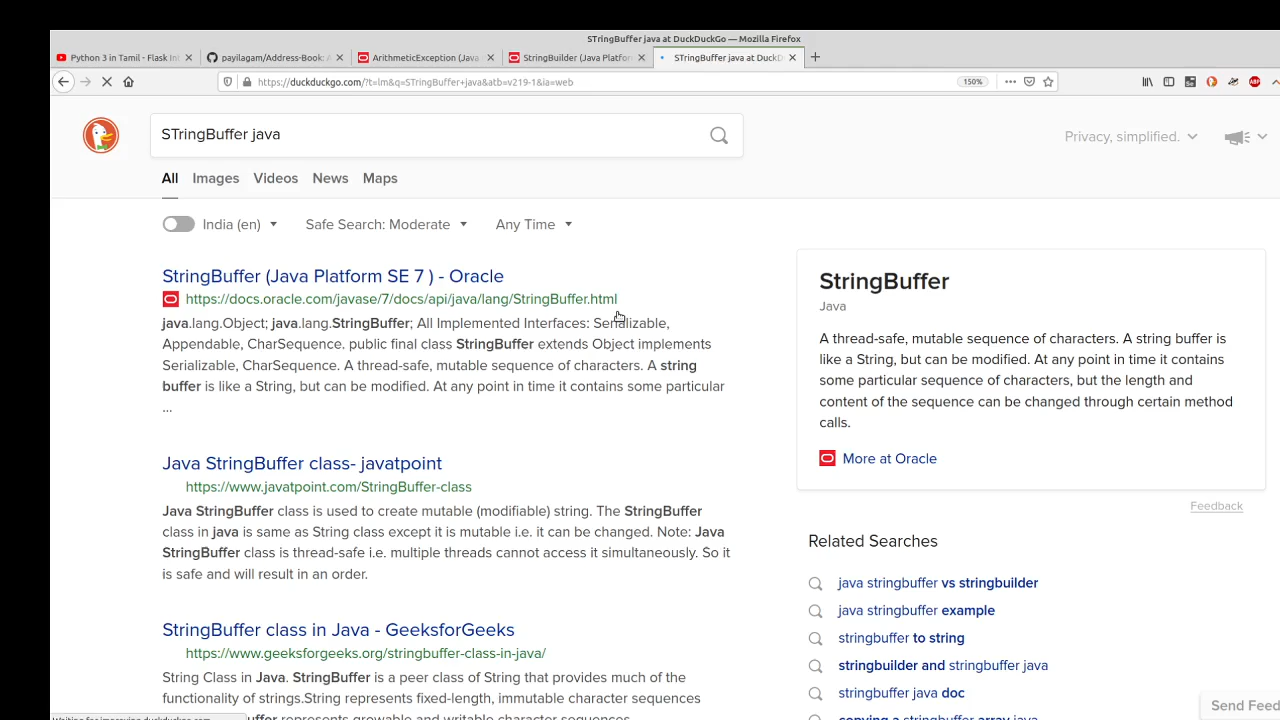 STringBuffer java at DuckDuckGo — Mozilla Firefox
Python 3 in Tamil - Flask In
payilagam/Address-Book:
ArithmeticException (Java
StringBuilder (Java Platfor
STringBuffer java at DuckD
https://duckduckgo.com/?t=lm&q=STringBuffer+java&atb=v219-1&ia=web
150%
STringBuffer java
Privacy, simplified.
All Images Videos News Maps
India (en) Safe Search: Moderate Any Time
StringBuffer (Java Platform SE 7 ) - Oracle
https://docs.oracle.com/javase/7/docs/api/java/lang/StringBuffer.html
java.lang.Object; java.lang.StringBuffer; All Implemented Interfaces: Serializable,
Appendable, CharSequence. public final class StringBuffer extends Object implements
Serializable, CharSequence. A thread-safe, mutable sequence of characters. A string
buffer is like a String, but can be modified. At any point in time it contains some particular
...
Java StringBuffer class- javatpoint
https://www.javatpoint.com/StringBuffer-class
Java StringBuffer class is used to create mutable (modifiable) string. The StringBuffer
class in java is same as String class except it is mutable i.e. it can be changed. Note: Java
StringBuffer class is thread-safe i.e. multiple threads cannot access it simultaneously. So it
is safe and will result in an order.
StringBuffer class in Java - GeeksforGeeks
https://www.geeksforgeeks.org/stringbuffer-class-in-java/
String Class in Java. StringBuffer is a peer class of String that provides much of the
functionality of strings.String represents fixed-length, immutable character sequences
StringBuffer
Java
A thread-safe, mutable sequence of characters. A string buffer is
like a String, but can be modified. At any point in time it contains
some particular sequence of characters, but the length and
content of the sequence can be changed through certain method
calls.
More at Oracle
Feedback
Related Searches
java stringbuffer vs stringbuilder
java stringbuffer example
stringbuffer to string
stringbuilder and stringbuffer java
stringbuffer java doc
copying a stringbuffer array java
Send Feed